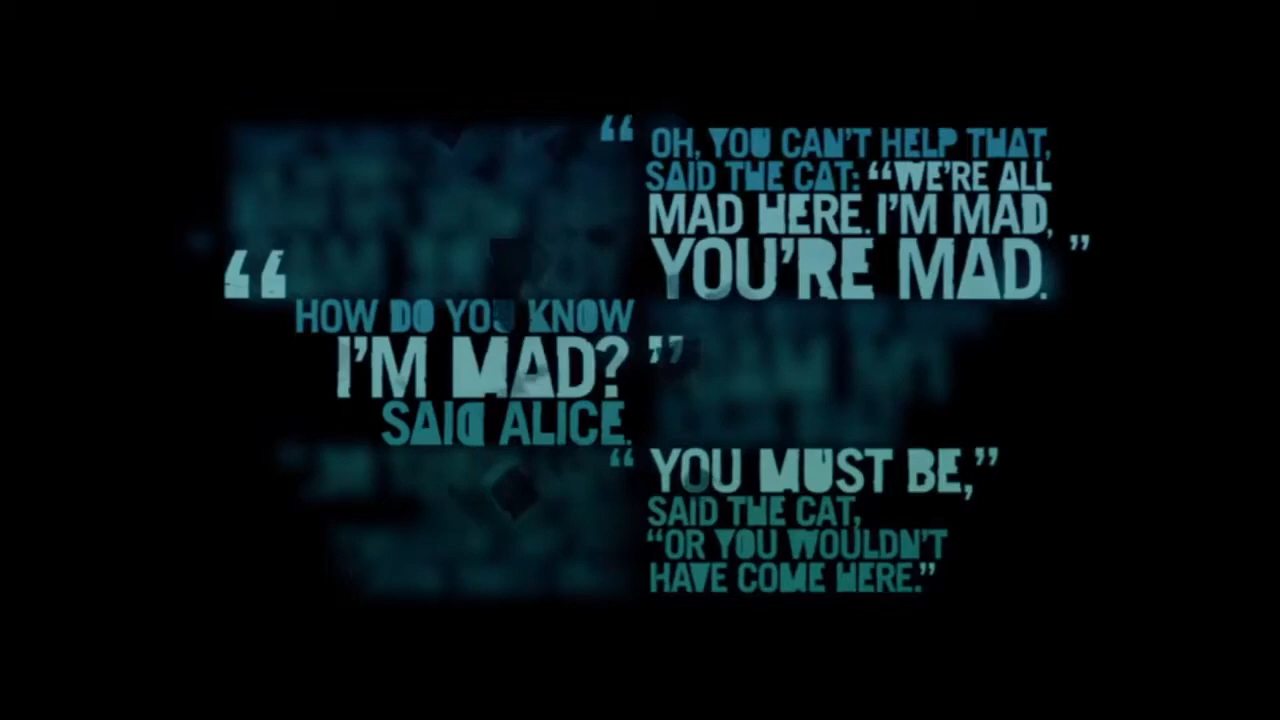 “ OH, YOU CAN’T HELP THAT,
SAID THE CAT: “WE’RE ALL
MAD HERE. I’M MAD,
YOU’RE MAD. ”
“ HOW DO YOU KNOW
I’M MAD? ”
SAID ALICE.
“ YOU MUST BE,”
SAID THE CAT,
“OR YOU WOULDN’T
HAVE COME HERE.”